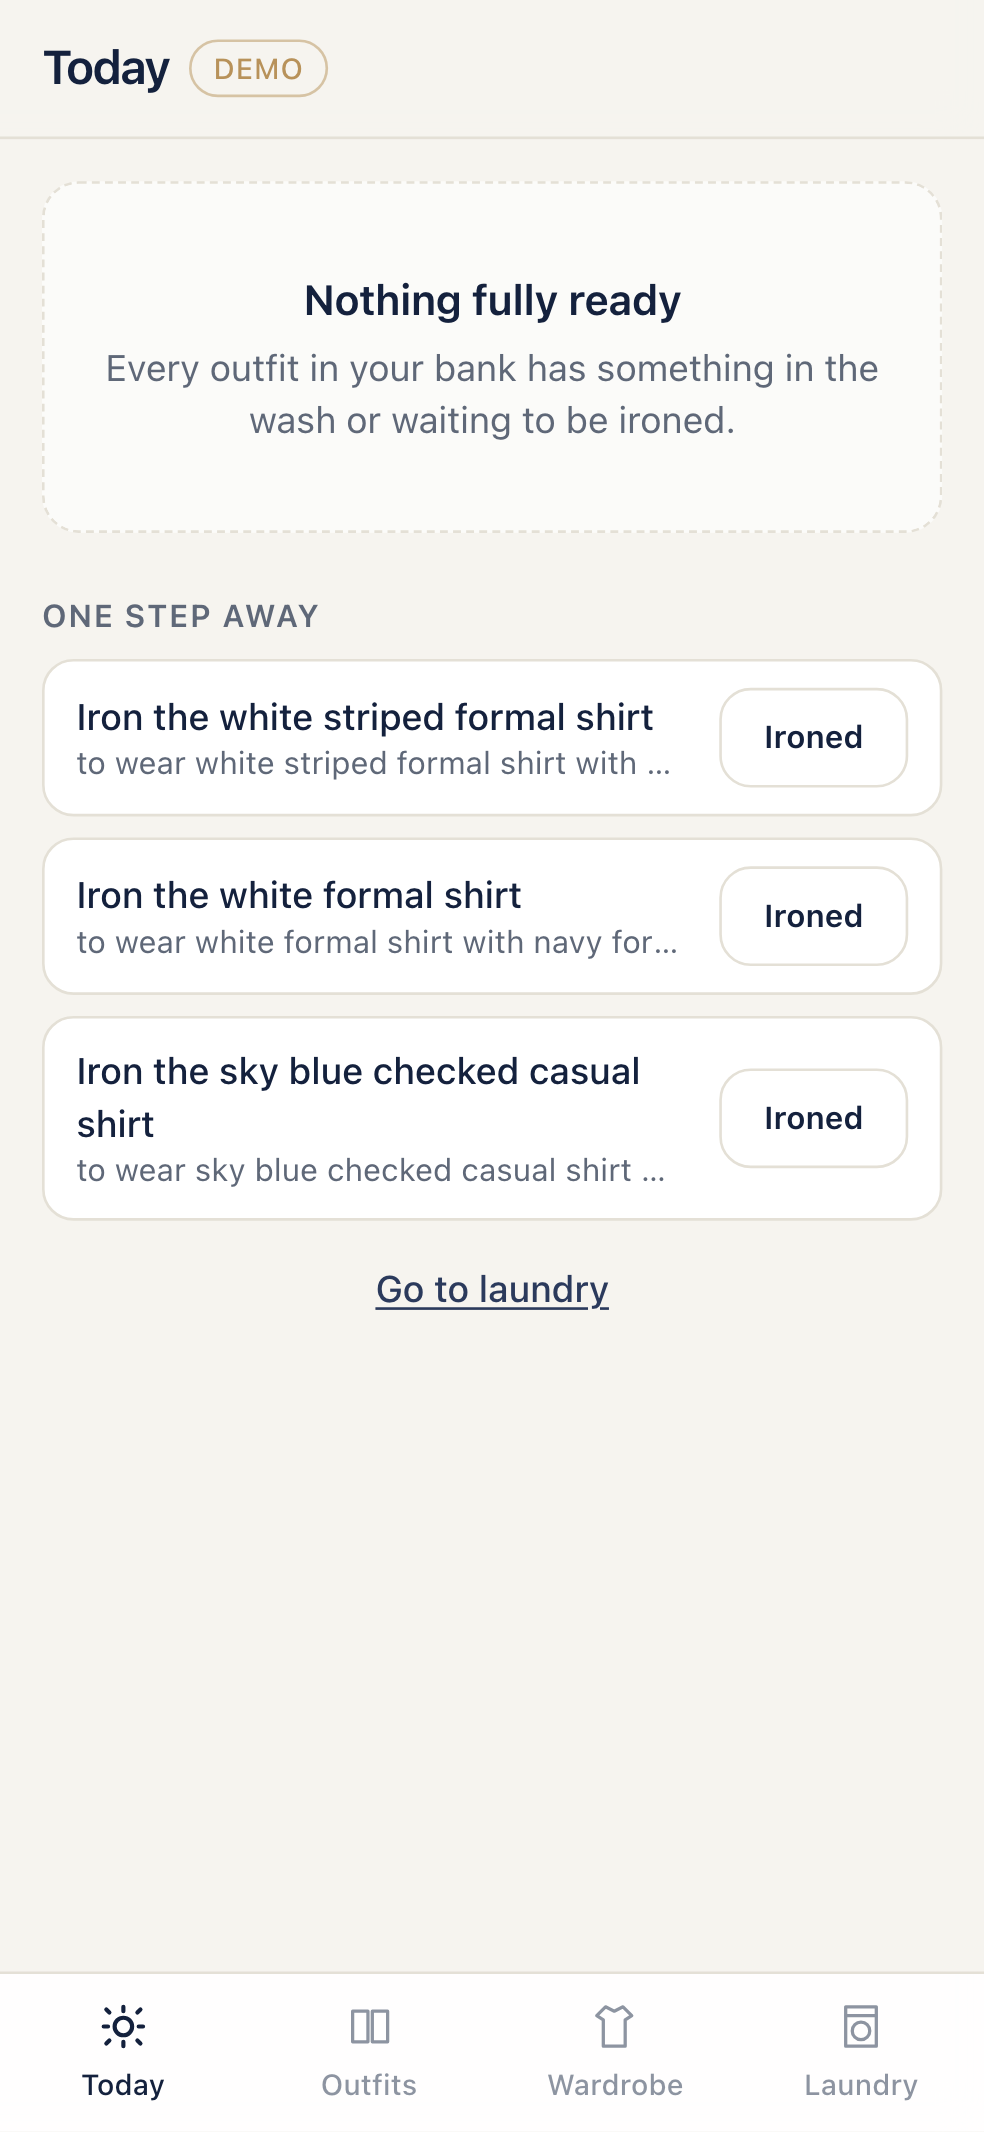 Today
DEMO
Nothing fully ready
Every outfit in your bank has something in the
wash or waiting to be ironed.
ONE STEP AWAY
Iron the white striped formal shirt
to wear white striped formal shirt with ...
Ironed
Iron the white formal shirt
to wear white formal shirt with navy for...
Ironed
Iron the sky blue checked casual
shirt
to wear sky blue checked casual shirt ...
Ironed
Go to laundry
Today
Outfits
Wardrobe
Laundry